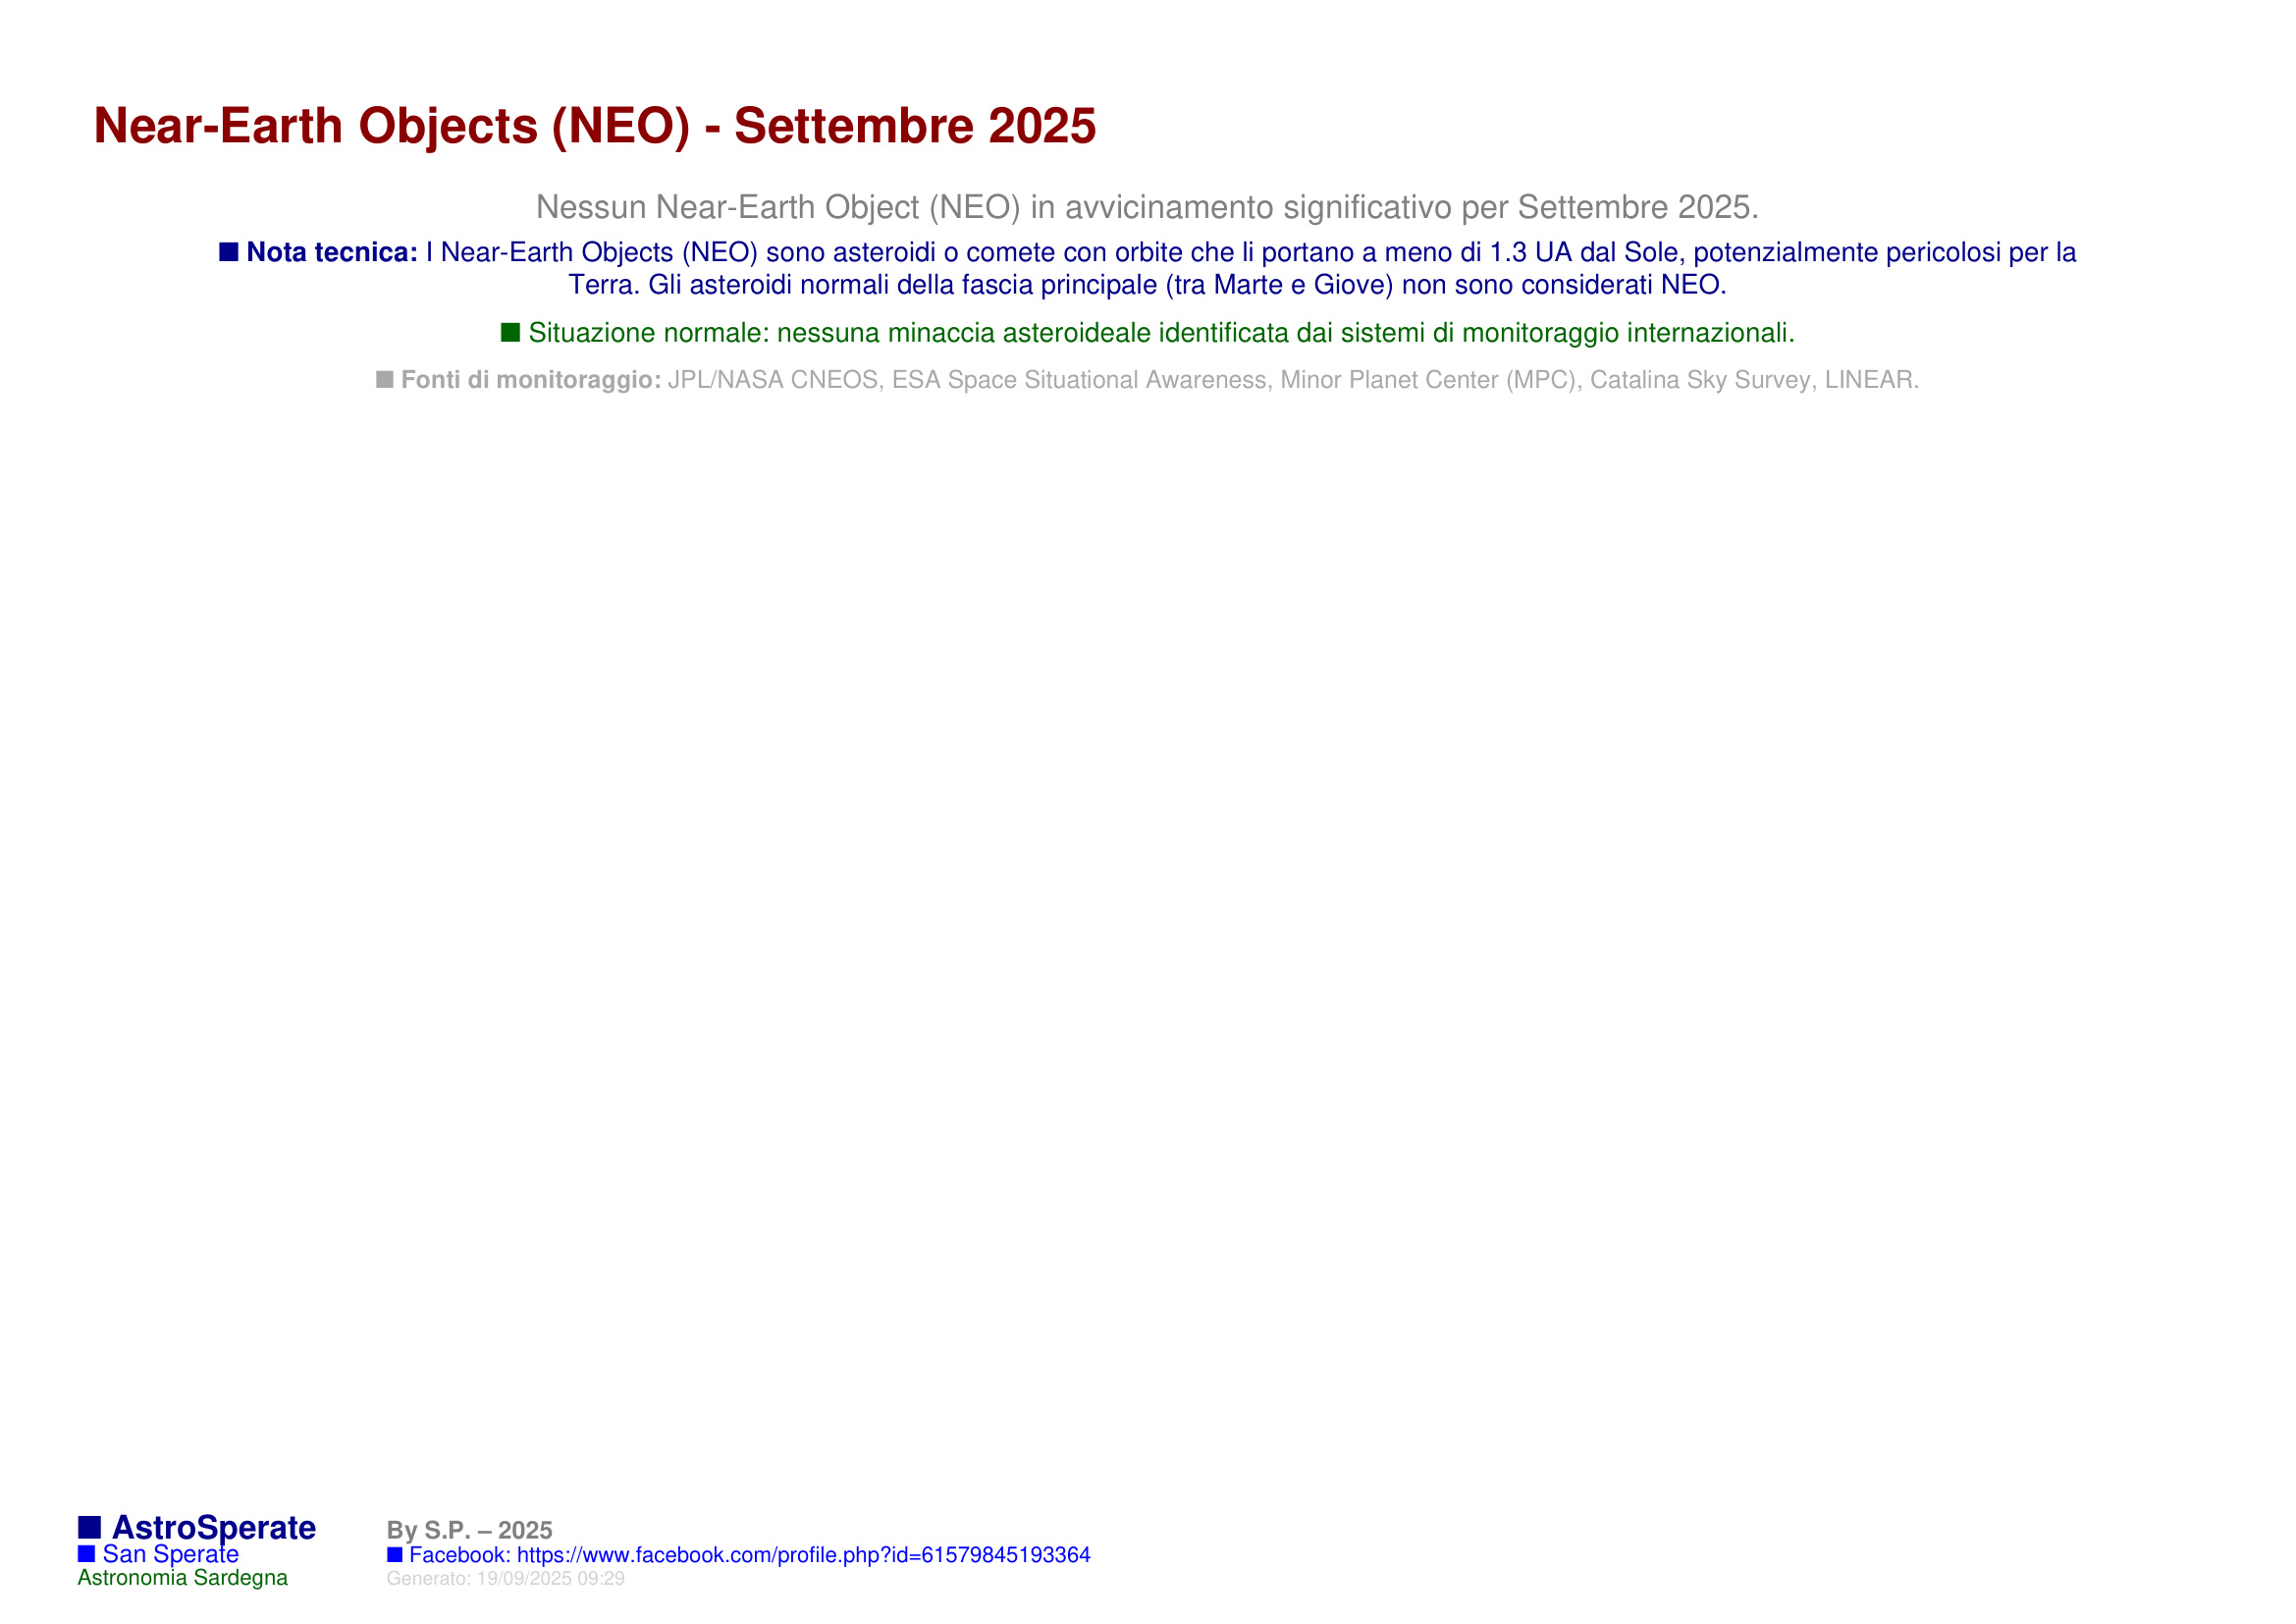 Near-Earth Objects (NEO) - Settembre 2025
Nessun Near-Earth Object (NEO) in avvicinamento significativo per Settembre 2025.
■ Nota tecnica: I Near-Earth Objects (NEO) sono asteroidi o comete con orbite che li portano a meno di 1.3 UA dal Sole, potenzialmente pericolosi per la
Terra. Gli asteroidi normali della fascia principale (tra Marte e Giove) non sono considerati NEO.
■ Situazione normale: nessuna minaccia asteroideale identificata dai sistemi di monitoraggio internazionali.
■ Fonti di monitoraggio: JPL/NASA CNEOS, ESA Space Situational Awareness, Minor Planet Center (MPC), Catalina Sky Survey, LINEAR.
■ AstroSperate
■ San Sperate
Astronomia Sardegna
By S.P. – 2025
■ Facebook: https://www.facebook.com/profile.php?id=61579845193364
Generato: 19/09/2025 09:29